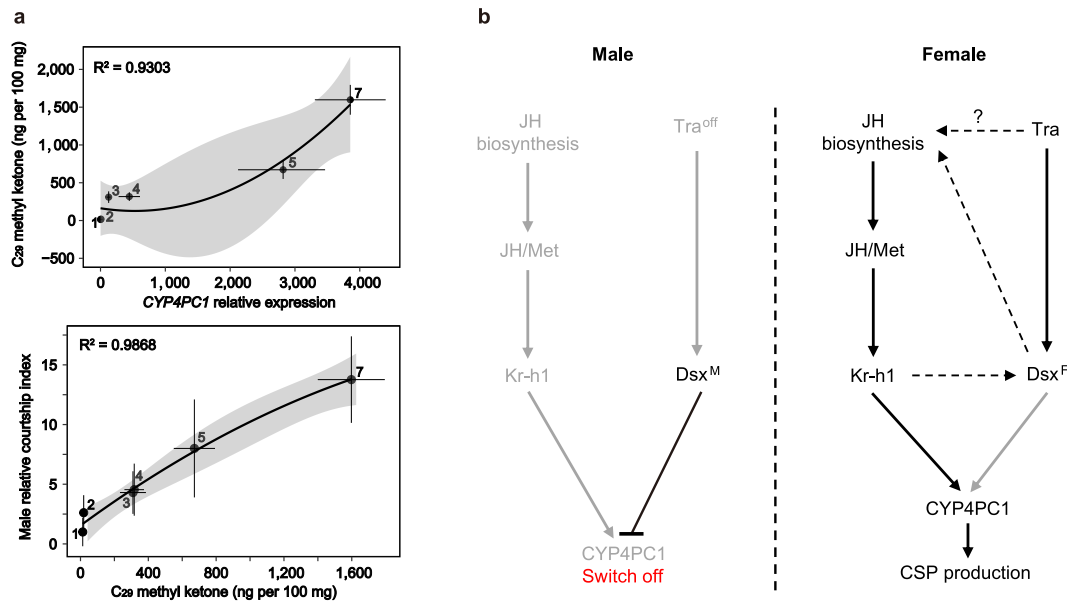 a
R² = 0.9303
C₂₉ methyl ketone (ng per 100 mg)
2,000
1,500
1,000
500
0
−500
1
2
3
4
5
7
0
1,000
2,000
3,000
4,000
CYP4PC1 relative expression
R² = 0.9868
Male relative courtship index
15
10
5
0
1
2
3
4
5
7
0
400
800
1,200
1,600
C₂₉ methyl ketone (ng per 100 mg)
b
Male
JH
biosynthesis
Traᵒᶠᶠ
JH/Met
Kr-h1
Dsxᴹ
CYP4PC1
Switch off
Female
JH
biosynthesis
?
Tra
JH/Met
Kr-h1
Dsxᶠ
CYP4PC1
CSP production